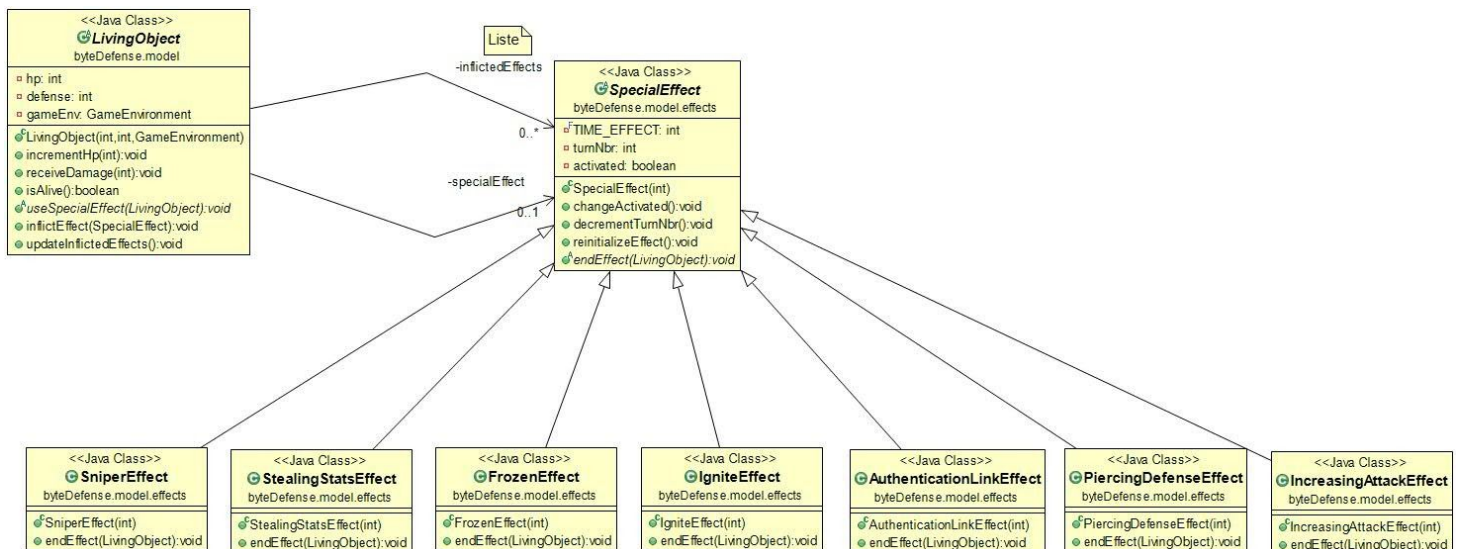 <<Java Class>>
LivingObject
byteDefense.model
hp: int
defense: int
gameEnv: GameEnvironment
LivingObject(int,int,GameEnvironment)
incrementHp(int):void
receiveDamage(int):void
isAlive():boolean
useSpecialEffect(LivingObject):void
inflictEffect(SpecialEffect):void
updateInflictedEffects():void
Liste
-inflictedEffects
0..*
-specialEffect
0..1
<<Java Class>>
SpecialEffect
byteDefense.model.effects
TIME_EFFECT: int
turnNbr: int
activated: boolean
SpecialEffect(int)
changeActivated():void
decrementTurnNbr():void
reinitializeEffect():void
endEffect(LivingObject):void
<<Java Class>>
SniperEffect
byteDefense.model.effects
SniperEffect(int)
endEffect(LivingObject):void
<<Java Class>>
StealingStatsEffect
byteDefense.model.effects
StealingStatsEffect(int)
endEffect(LivingObject):void
<<Java Class>>
FrozenEffect
byteDefense.model.effects
FrozenEffect(int)
endEffect(LivingObject):void
<<Java Class>>
IgniteEffect
byteDefense.model.effects
IgniteEffect(int)
endEffect(LivingObject):void
<<Java Class>>
AuthenticationLinkEffect
byteDefense.model.effects
AuthenticationLinkEffect(int)
endEffect(LivingObject):void
<<Java Class>>
PiercingDefenseEffect
byteDefense.model.effects
PiercingDefenseEffect(int)
endEffect(LivingObject):void
<<Java Class>>
IncreasingAttackEffect
byteDefense.model.effects
IncreasingAttackEffect(int)
endEffect(LivingObject):void